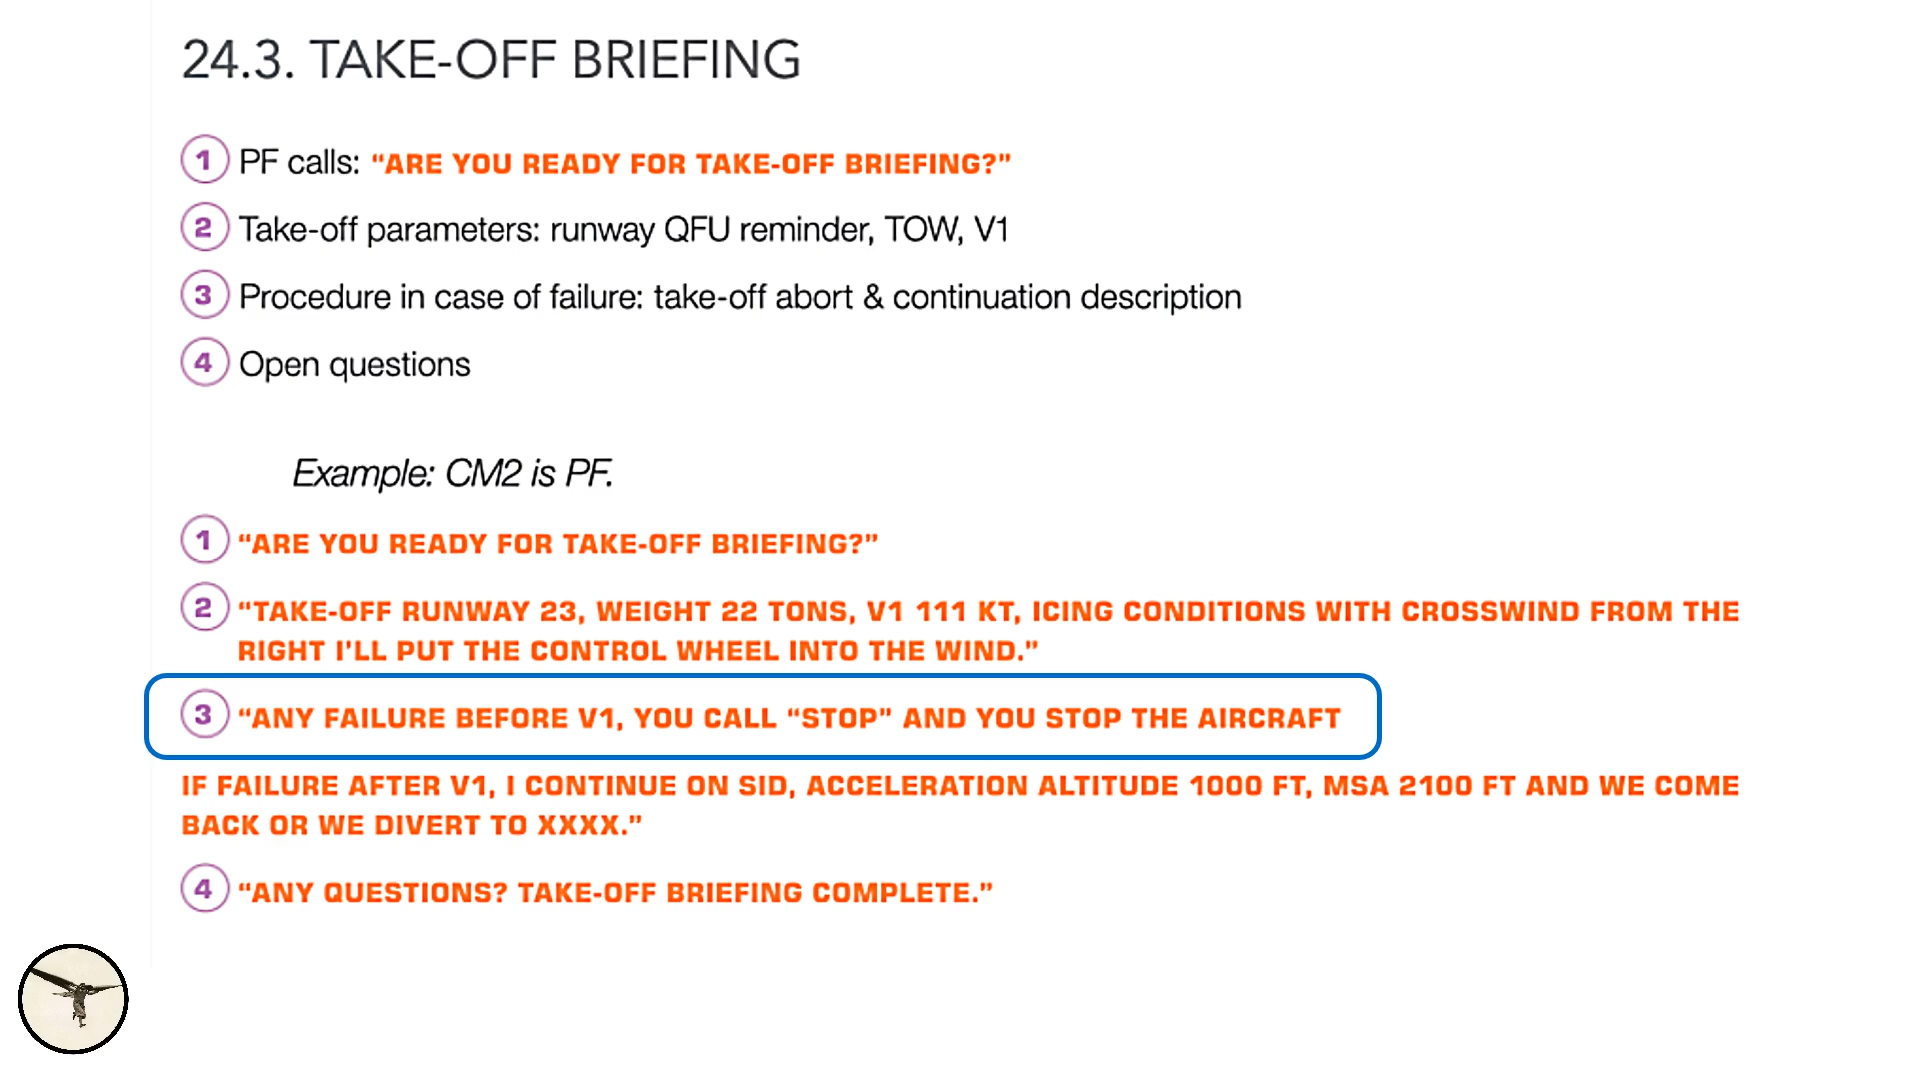 24.3. TAKE-OFF BRIEFING
1 PF calls: “ARE YOU READY FOR TAKE-OFF BRIEFING?”
2 Take-off parameters: runway QFU reminder, TOW, V1
3 Procedure in case of failure: take-off abort & continuation description
4 Open questions
Example: CM2 is PF.
1 “ARE YOU READY FOR TAKE-OFF BRIEFING?”
2 “TAKE-OFF RUNWAY 23, WEIGHT 22 TONS, V1 111 KT, ICING CONDITIONS WITH CROSSWIND FROM THE
RIGHT I'LL PUT THE CONTROL WHEEL INTO THE WIND.”
3 “ANY FAILURE BEFORE V1, YOU CALL “STOP” AND YOU STOP THE AIRCRAFT
IF FAILURE AFTER V1, I CONTINUE ON SID, ACCELERATION ALTITUDE 1000 FT, MSA 2100 FT AND WE COME
BACK OR WE DIVERT TO XXXX.”
4 “ANY QUESTIONS? TAKE-OFF BRIEFING COMPLETE.”